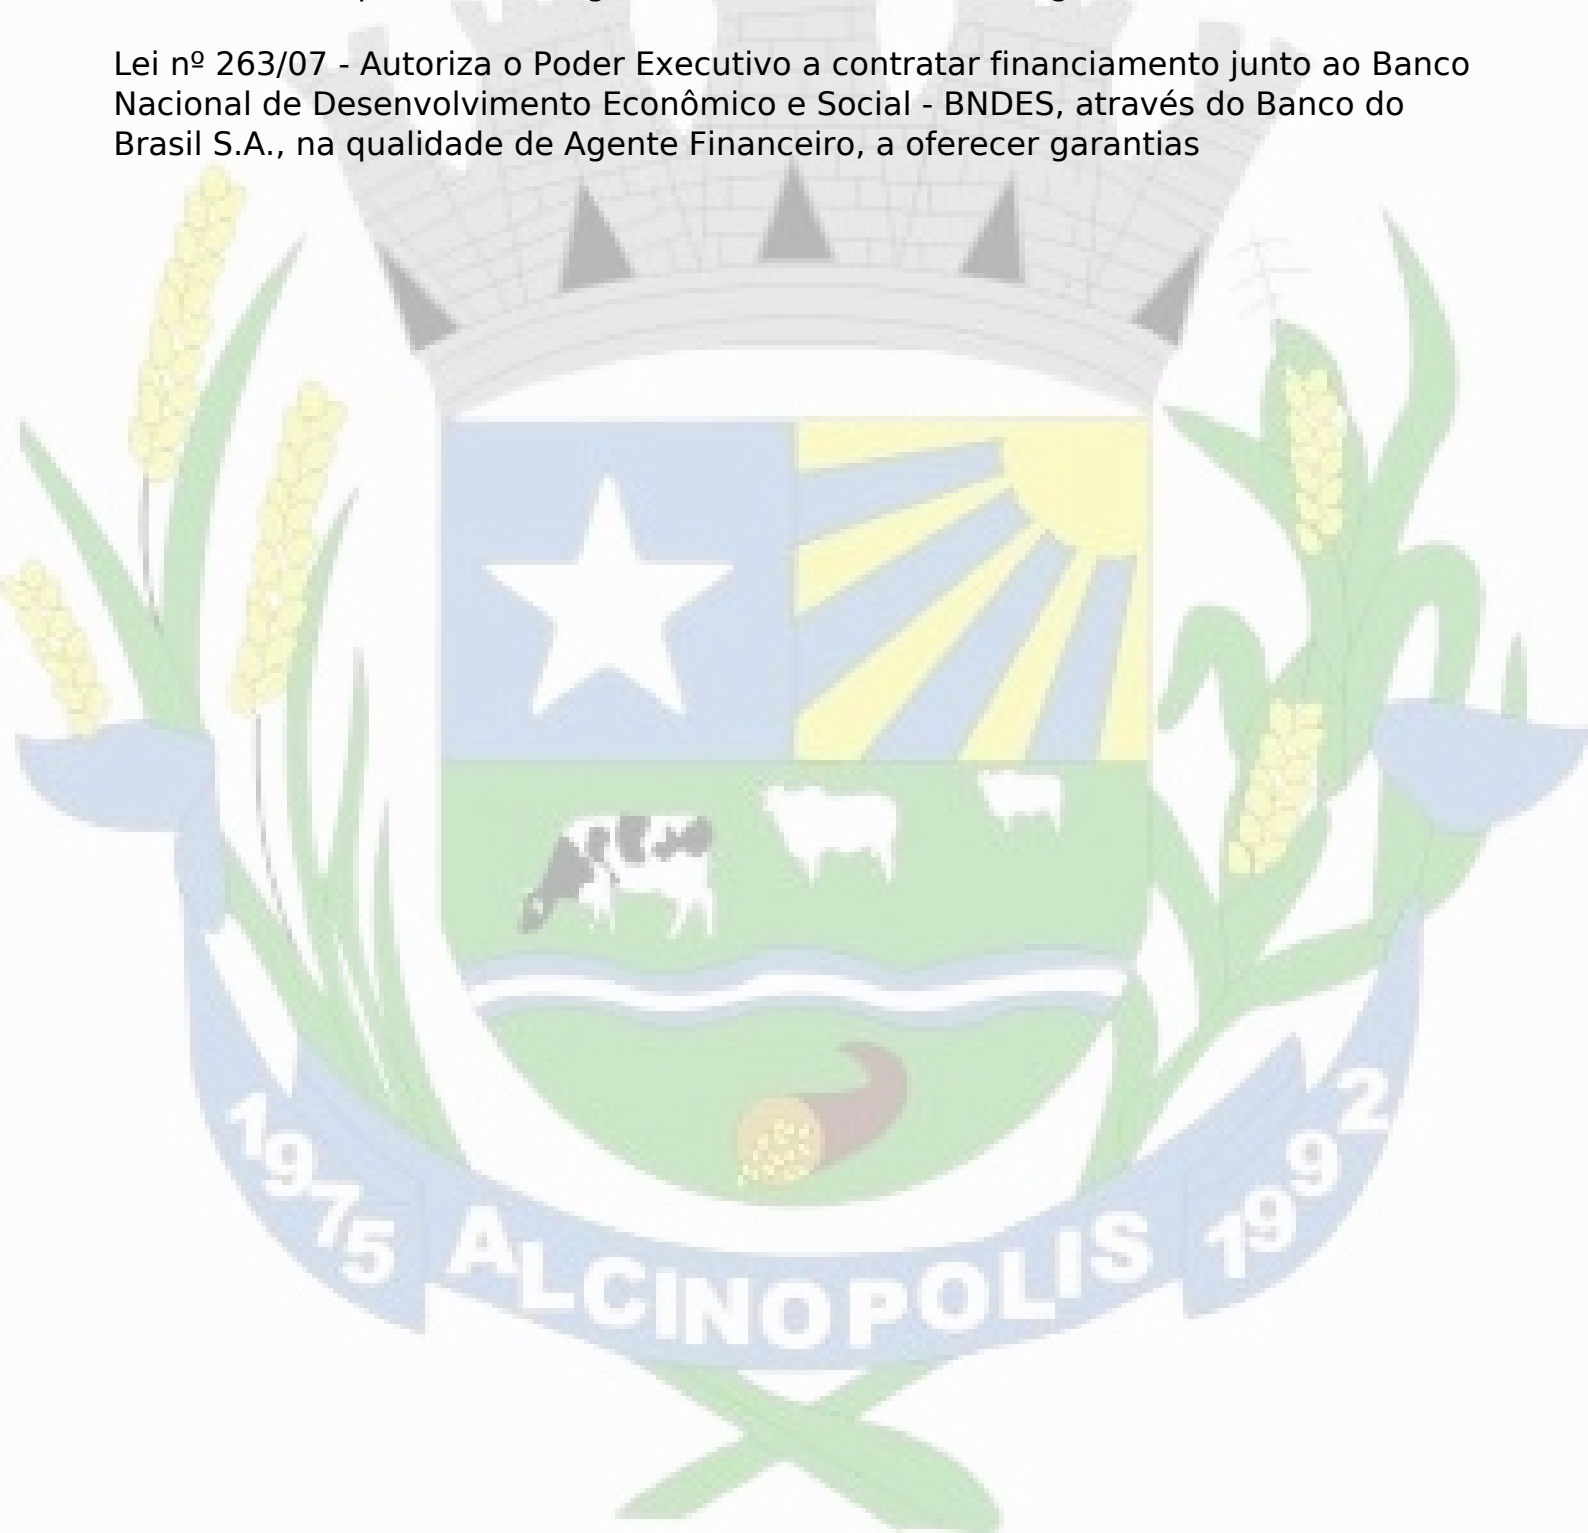 Lei nº 263/07 - Autoriza o Poder Executivo a contratar financiamento junto ao Banco
Nacional de Desenvolvimento Econômico e Social - BNDES, através do Banco do
Brasil S.A., na qualidade de Agente Financeiro, a oferecer garantias
1975 ALCINOPOLIS 1992